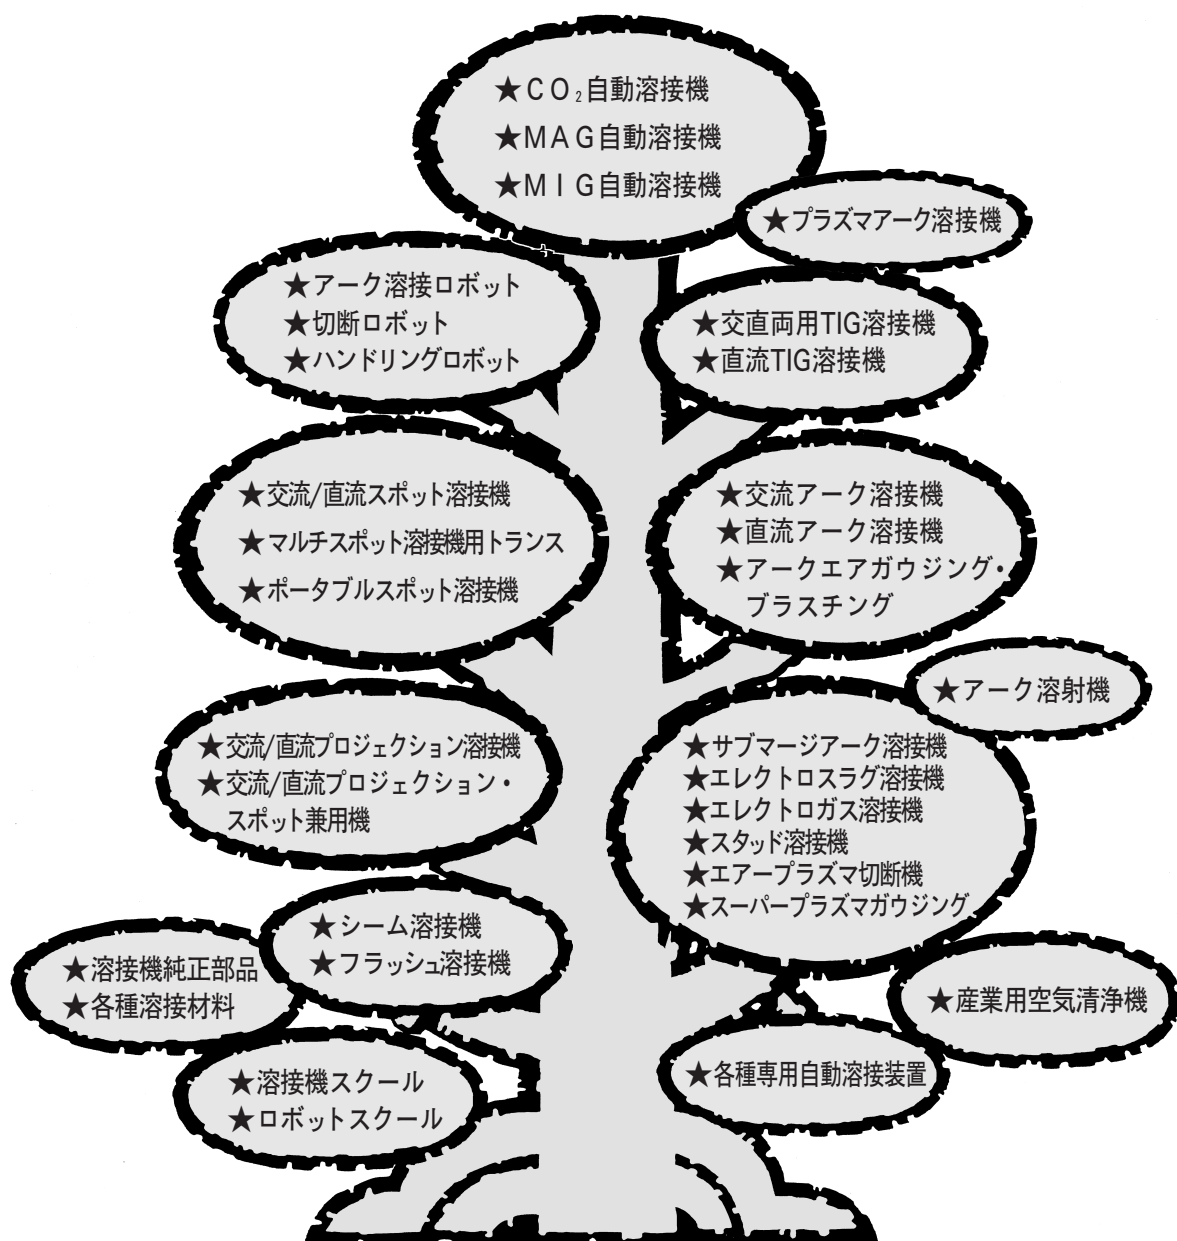 ★CO₂自動溶接機
★MAG自動溶接機
★MIG自動溶接機
★プラズマアーク溶接機
★アーク溶接ロボット
★切断ロボット
★ハンドリングロボット
★交直両用TIG溶接機
★直流TIG溶接機
★交流/直流スポット溶接機
★マルチスポット溶接機用トランス
★ポータブルスポット溶接機
★交流アーク溶接機
★直流アーク溶接機
★アークエアガウジング・
ブラスチング
★アーク溶射機
★交流/直流プロジェクション溶接機
★交流/直流プロジェクション・
スポット兼用機
★サブマージアーク溶接機
★エレクトロスラグ溶接機
★エレクトロガス溶接機
★スタッド溶接機
★エアープラズマ切断機
★スーパープラズマガウジング
★シーム溶接機
★フラッシュ溶接機
★溶接機純正部品
★各種溶接材料
★産業用空気清浄機
★溶接機スクール
★ロボットスクール
★各種専用自動溶接装置